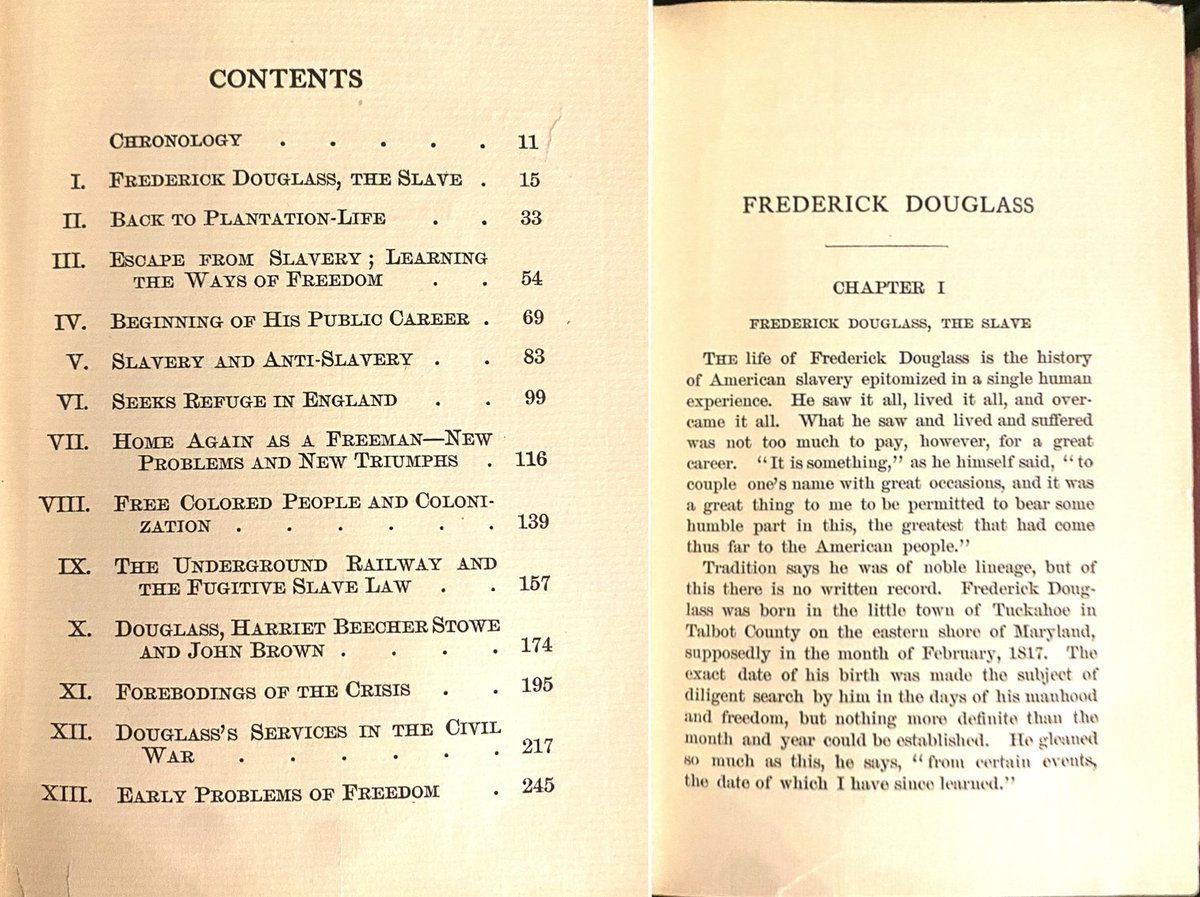 CONTENTS
CHRONOLOGY . . . . . 11
I. FREDERICK DOUGLASS, THE SLAVE . 15
II. BACK TO PLANTATION-LIFE . . 33
III. ESCAPE FROM SLAVERY; LEARNING
THE WAYS OF FREEDOM . . 54
IV. BEGINNING OF HIS PUBLIC CAREER . 69
V. SLAVERY AND ANTI-SLAVERY . . 83
VI. SEEKS REFUGE IN ENGLAND . . 99
VII. HOME AGAIN AS A FREEMAN—NEW
PROBLEMS AND NEW TRIUMPHS . 116
VIII. FREE COLORED PEOPLE AND COLONI-
ZATION . . . . . . 139
IX. THE UNDERGROUND RAILWAY AND
THE FUGITIVE SLAVE LAW . . 157
X. DOUGLASS, HARRIET BEECHER STOWE
AND JOHN BROWN . . . . 174
XI. FOREBODINGS OF THE CRISIS . . 195
XII. DOUGLASS'S SERVICES IN THE CIVIL
WAR . . . . . . 217
XIII. EARLY PROBLEMS OF FREEDOM . 245
FREDERICK DOUGLASS
CHAPTER I
FREDERICK DOUGLASS, THE SLAVE
THE life of Frederick Douglass is the history
of American slavery epitomized in a single human
experience. He saw it all, lived it all, and over-
came it all. What he saw and lived and suffered
was not too much to pay, however, for a great
career. "It is something," as he himself said, "to
couple one's name with great occasions, and it was
a great thing to me to be permitted to bear some
humble part in this, the greatest that had come
thus far to the American people."
Tradition says he was of noble lineage, but of
this there is no written record. Frederick Doug-
lass was born in the little town of Tuckahoe in
Talbot County on the eastern shore of Maryland,
supposedly in the month of February, 1817. The
exact date of his birth was made the subject of
diligent search by him in the days of his manhood
and freedom, but nothing more definite than the
month and year could be established. He gleaned
so much as this, he says, "from certain events,
the date of which I have since learned."